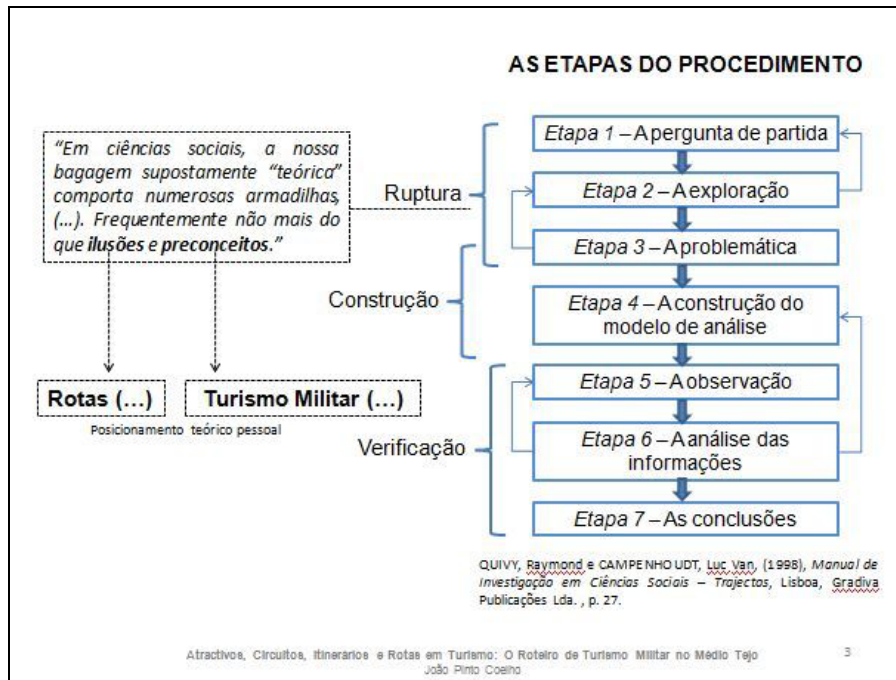 AS ETAPAS DO PROCEDIMENTO
“Em ciências sociais, a nossa
bagagem supostamente “teórica”
comporta numerosas armadilhas,
(...). Frequentemente não mais do
que ilusões e preconceitos.”
Rotas (...)
Turismo Militar (...)
Posicionamento teórico pessoal
Ruptura
Construção
Verificação
Etapa 1 – A pergunta de partida
Etapa 2 – A exploração
Etapa 3 – A problemática
Etapa 4 – A construção do
modelo de análise
Etapa 5 – A observação
Etapa 6 – A análise das
informações
Etapa 7 – As conclusões
QUIVY, Raymond e CAMPENHOUDT, Luc Van, (1998), Manual de
Investigação em Ciências Sociais – Trajectos, Lisboa, Gradiva
Publicações Lda. , p. 27.
Atractivos, Circuitos, Itinerários e Rotas em Turismo: O Roteiro de Turismo Militar no Médio Tejo
João Pinto Coelho
3